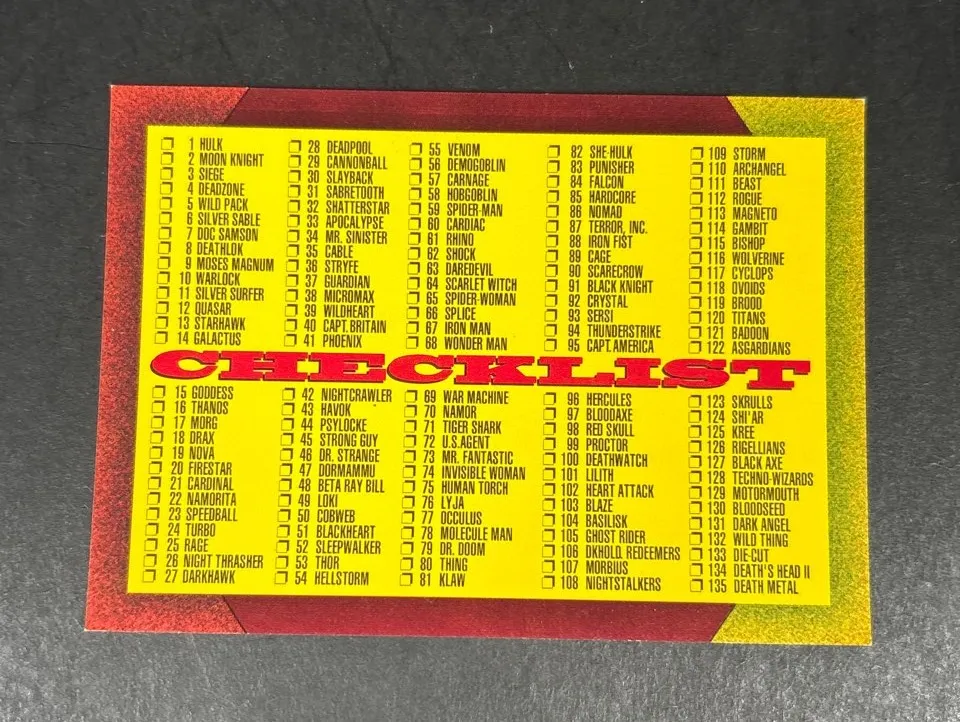 1 HULK
2 MOON KNIGHT
3 SIEGE
4 DEADZONE
5 WILD PACK
6 SILVER SABLE
7 DOC SAMSON
8 DEATHLOK
9 MOSES MAGNUM
10 WARLOCK
11 SILVER SURFER
12 QUASAR
13 STARHAWK
14 GALACTUS
28 DEADPOOL
29 CANNONBALL
30 SLAYBACK
31 SABRETOOTH
32 SHATTERSTAR
33 APOCALYPSE
34 MR. SINISTER
35 CABLE
36 STRYFE
37 GUARDIAN
38 MICROMAX
39 WILDHEART
40 CAPT. BRITAIN
41 PHOENIX
55 VENOM
56 DEMOGOBLIN
57 CARNAGE
58 HOBGOBLIN
59 SPIDER-MAN
60 CARDIAC
61 RHINO
62 SHOCK
63 DAREDEVIL
64 SCARLET WITCH
65 SPIDER-WOMAN
66 SPLICE
67 IRON MAN
68 WONDER MAN
82 SHE-HULK
83 PUNISHER
84 FALCON
85 HARDCORE
86 NOMAD
87 TERROR, INC.
88 IRON FIST
89 CAGE
90 SCARECROW
91 BLACK KNIGHT
92 CRYSTAL
93 SERSI
94 THUNDERSTRIKE
95 CAPT. AMERICA
109 STORM
110 ARCHANGEL
111 BEAST
112 ROGUE
113 MAGNETO
114 GAMBIT
115 BISHOP
116 WOLVERINE
117 CYCLOPS
118 OVOIDS
119 BROOD
120 TITANS
121 BADOON
122 ASGARDIANS
CHECKLIST
15 GODDESS
16 THANOS
17 MORG
18 DRAX
19 NOVA
20 FIRESTAR
21 CARDINAL
22 NAMORITA
23 SPEEDBALL
24 TURBO
25 RAGE
26 NIGHT THRASHER
27 DARKHAWK
42 NIGHTCRAWLER
43 HAVOK
44 PSYLOCKE
45 STRONG GUY
46 DR. STRANGE
47 DORMAMMU
48 BETA RAY BILL
49 LOKI
50 COBWEB
51 BLACKHEART
52 SLEEPWALKER
53 THOR
54 HELLSTORM
69 WAR MACHINE
70 NAMOR
71 TIGER SHARK
72 U.S.AGENT
73 MR. FANTASTIC
74 INVISIBLE WOMAN
75 HUMAN TORCH
76 LYJA
77 OCCULUS
78 MOLECULE MAN
79 DR. DOOM
80 THING
81 KLAW
96 HERCULES
97 BLOODAXE
98 RED SKULL
99 PROCTOR
100 DEATHWATCH
101 LILITH
102 HEART ATTACK
103 BLAZE
104 BASILISK
105 GHOST RIDER
106 DKHOLD. REDEEMERS
107 MORBIUS
108 NIGHTSTALKERS
123 SKRULLS
124 SHI'AR
125 KREE
126 RIGELLIANS
127 BLACK AXE
128 TECHNO-WIZARDS
129 MOTORMOUTH
130 BLOODSEED
131 DARK ANGEL
132 WILD THING
133 DIE-CUT
134 DEATH'S HEAD II
135 DEATH METAL